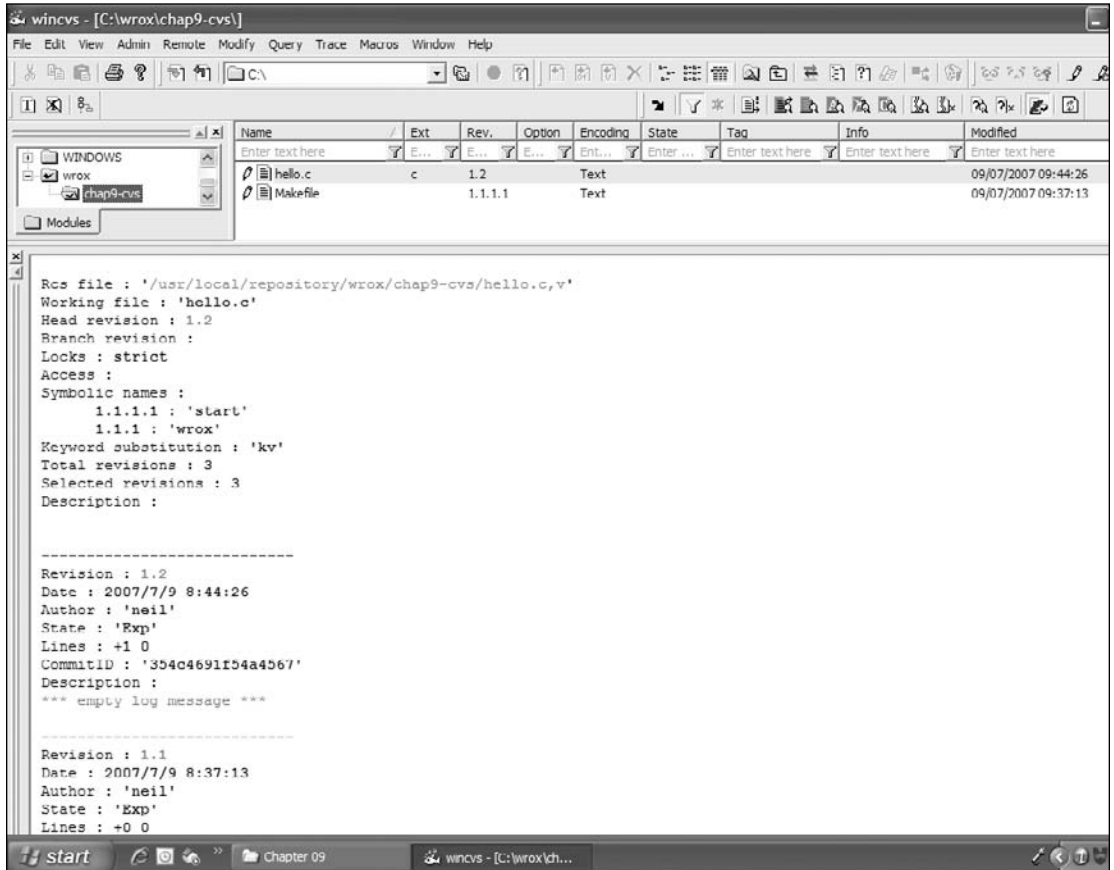 wincvs - [C:\wrox\chap9-cvs\]
File Edit View Admin Remote Modify Query Trace Macros Window Help
C:\
Name / Ext Rev. Option Encoding State Tag Info Modified
Enter text here E... E... E... Ent... Enter ... Enter text here Enter text here Enter text here
WINDOWS
wrox
chap9-cvs
Modules
hello.c c 1.2 Text 09/07/2007 09:44:26
Makefile 1.1.1.1 Text 09/07/2007 09:37:13
Rcs file : '/usr/local/repository/wrox/chap9-cvs/hello.c,v'
Working file : 'hello.c'
Head revision : 1.2
Branch revision :
Locks : strict
Access :
Symbolic names :
1.1.1.1 : 'start'
1.1.1 : 'wrox'
Keyword substitution : 'kv'
Total revisions : 3
Selected revisions : 3
Description :
----------------------------
Revision : 1.2
Date : 2007/7/9 8:44:26
Author : 'neil'
State : 'Exp'
Lines : +1 0
CommitID : '354c4691f54a4567'
Description :
*** empty log message ***
----------------------------
Revision : 1.1
Date : 2007/7/9 8:37:13
Author : 'neil'
State : 'Exp'
Lines : +0 0
start Chapter 09 wincvs - [C:\wrox\ch...